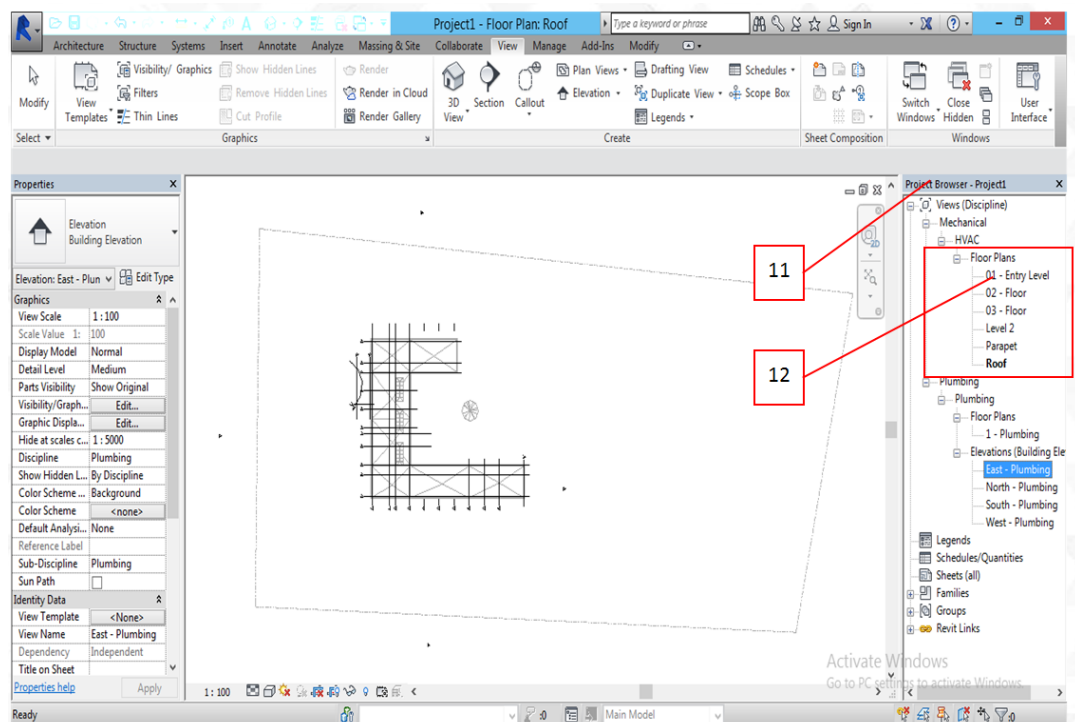 Project1 - Floor Plan: Roof
Type a keyword or phrase
Sign In
Architecture Structure Systems Insert Annotate Analyze Massing & Site Collaborate View Manage Add-Ins Modify
Modify
View Templates
Visibility/ Graphics
Filters
Thin Lines
Show Hidden Lines
Remove Hidden Lines
Cut Profile
Render
Render in Cloud
Render Gallery
3D View
Section
Callout
Plan Views
Elevation
Drafting View
Duplicate View
Legends
Schedules
Scope Box
Switch Windows
Close Hidden
User Interface
Select
Graphics
Create
Sheet Composition
Windows
Properties
Elevation
Building Elevation
Elevation: East - Plun
Edit Type
Graphics
View Scale 1 : 100
Scale Value 1: 100
Display Model Normal
Detail Level Medium
Parts Visibility Show Original
Visibility/Graph... Edit...
Graphic Displa... Edit...
Hide at scales c... 1 : 5000
Discipline Plumbing
Show Hidden L... By Discipline
Color Scheme ... Background
Color Scheme <none>
Default Analysi... None
Reference Label
Sub-Discipline Plumbing
Sun Path
Identity Data
View Template <None>
View Name East - Plumbing
Dependency Independent
Title on Sheet
Properties help
Apply
2D
11
12
Project Browser - Project1
Views (Discipline)
Mechanical
HVAC
Floor Plans
01 - Entry Level
02 - Floor
03 - Floor
Level 2
Parapet
Roof
Plumbing
Plumbing
Floor Plans
1 - Plumbing
Elevations (Building Ele
East - Plumbing
North - Plumbing
South - Plumbing
West - Plumbing
Legends
Schedules/Quantities
Sheets (all)
Families
Groups
Revit Links
Activate Windows
Go to PC settings to activate Windows.
1 : 100
Ready
:0
Main Model
:0